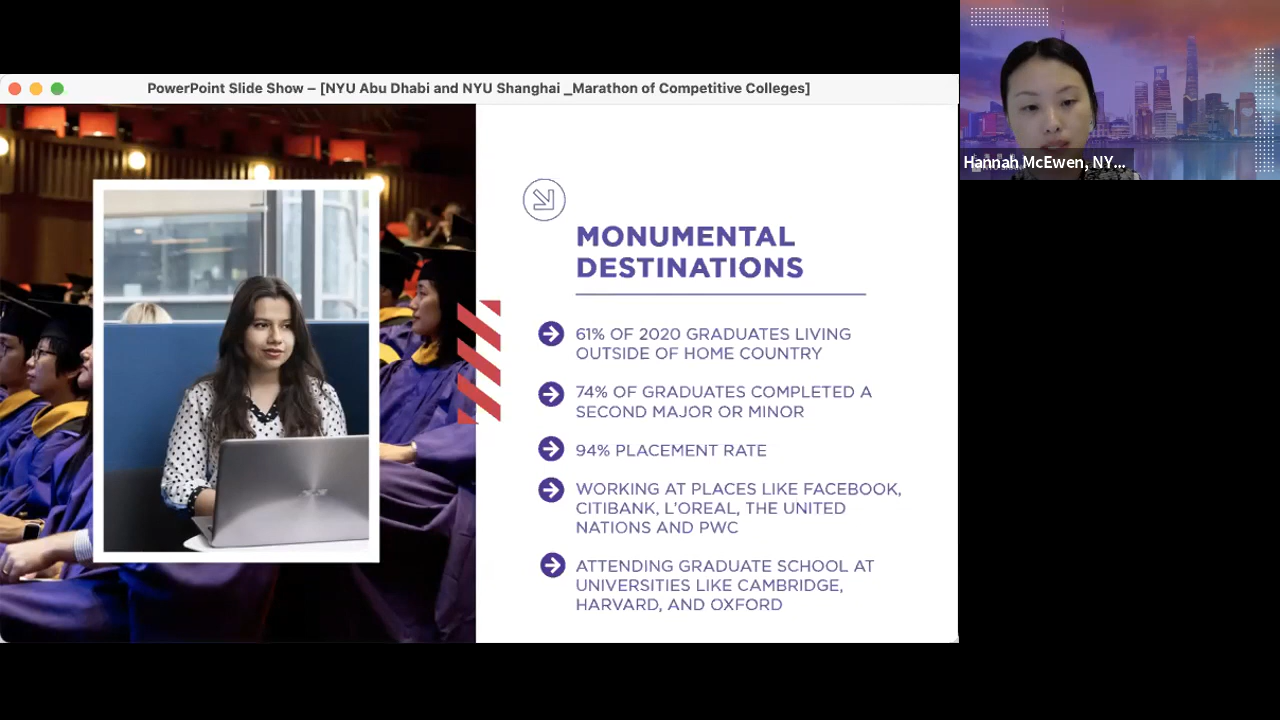 PowerPoint Slide Show – [NYU Abu Dhabi and NYU Shanghai _Marathon of Competitive Colleges]
Hannah McEwen, NY...
MONUMENTAL
DESTINATIONS
61% OF 2020 GRADUATES LIVING
OUTSIDE OF HOME COUNTRY
74% OF GRADUATES COMPLETED A
SECOND MAJOR OR MINOR
94% PLACEMENT RATE
WORKING AT PLACES LIKE FACEBOOK,
CITIBANK, L'OREAL, THE UNITED
NATIONS AND PWC
ATTENDING GRADUATE SCHOOL AT
UNIVERSITIES LIKE CAMBRIDGE,
HARVARD, AND OXFORD